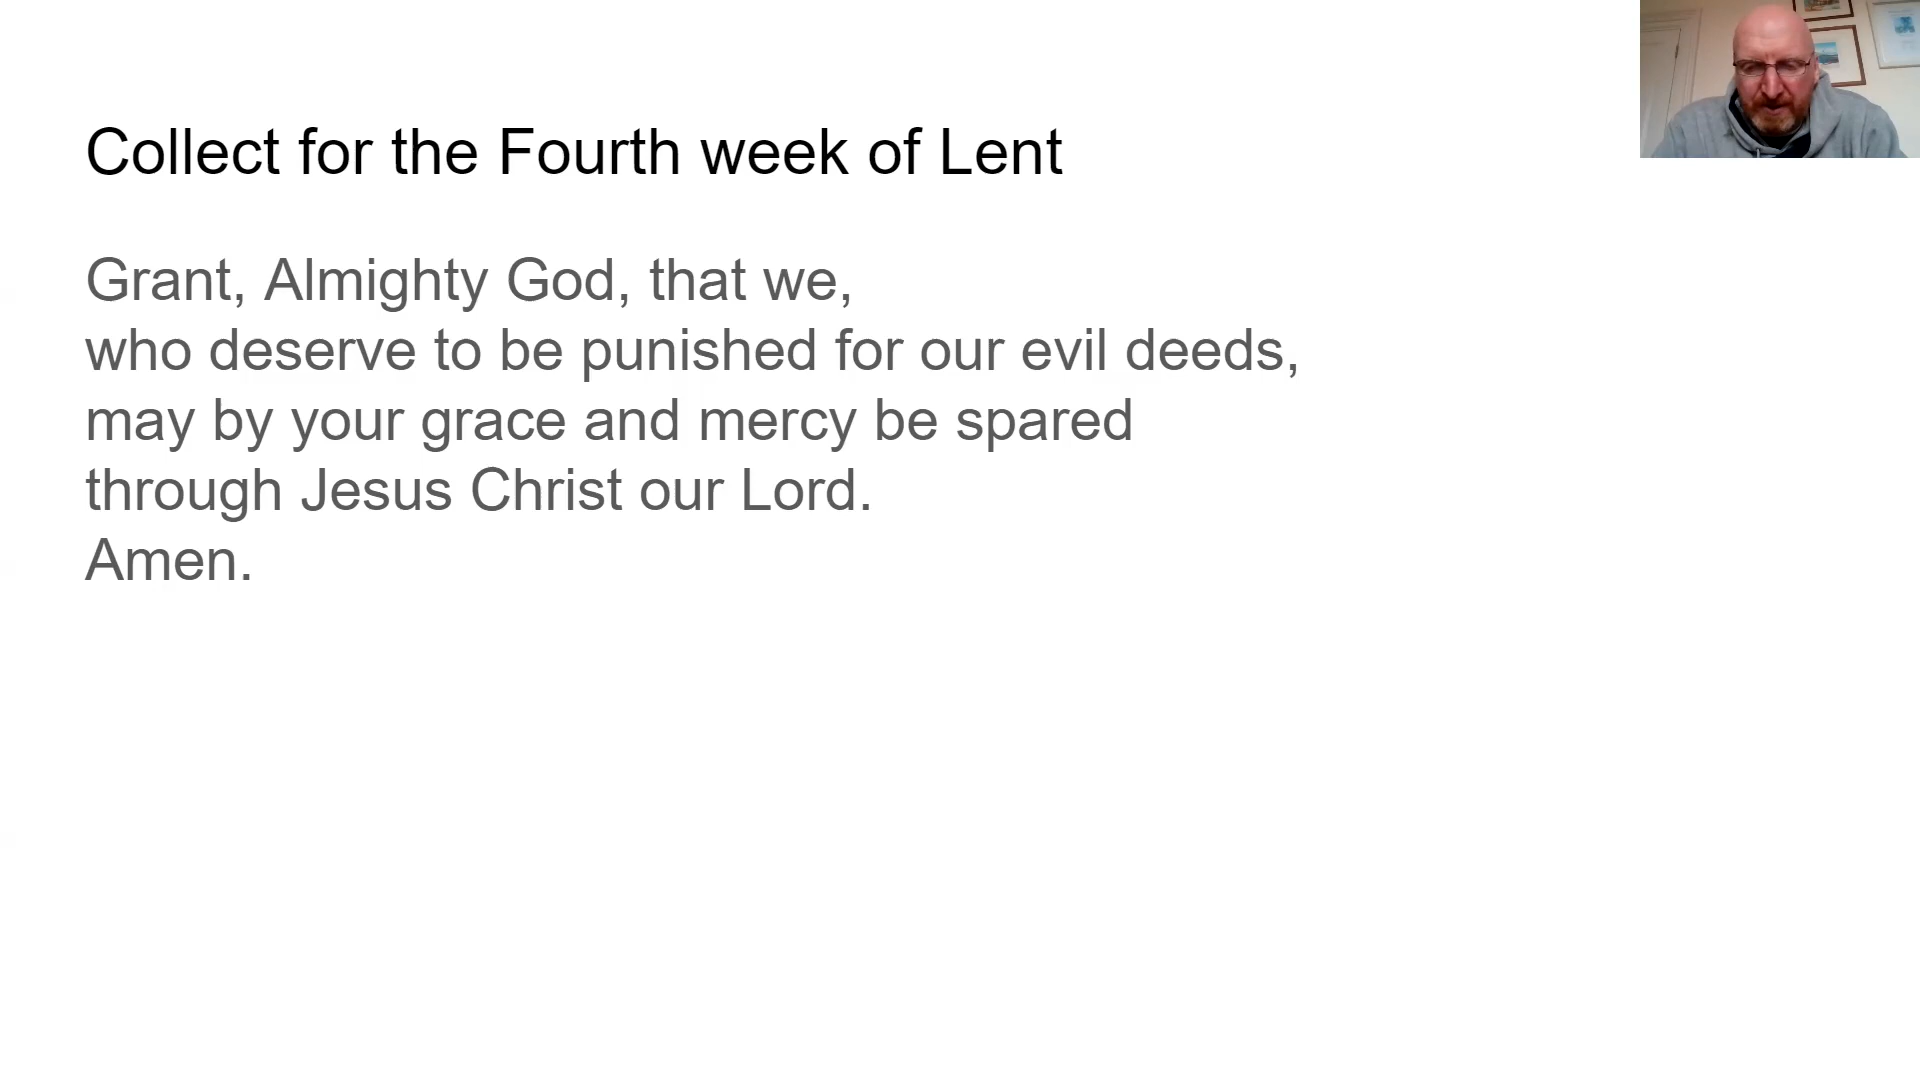 Collect for the Fourth week of Lent
Grant, Almighty God, that we,
who deserve to be punished for our evil deeds,
may by your grace and mercy be spared
through Jesus Christ our Lord.
Amen.